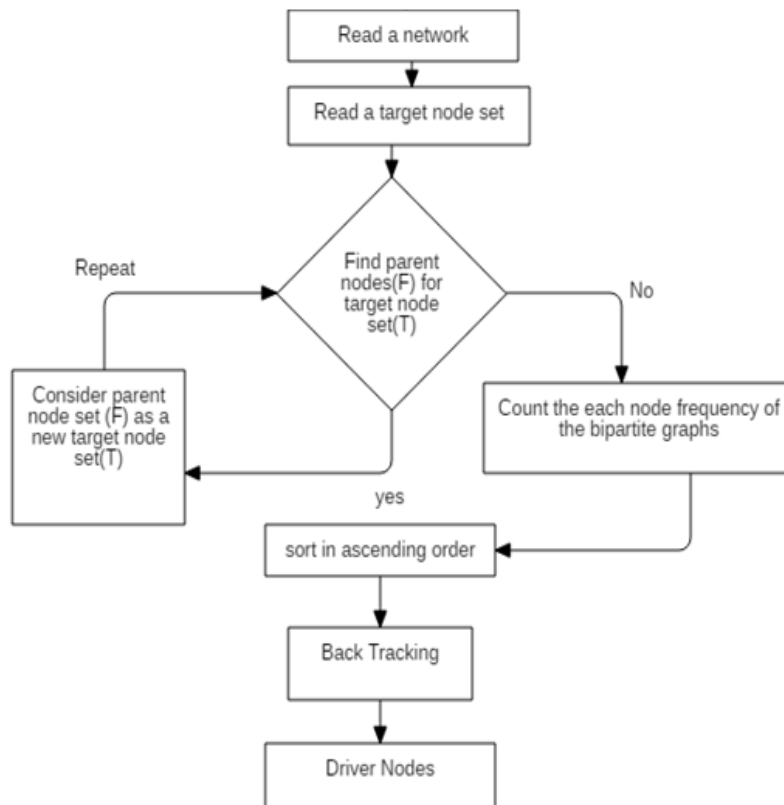 Read a network
Read a target node set
Find parent
nodes(F) for
target node
set(T)
Repeat
No
Consider parent
node set (F) as a
new target node
set(T)
Count the each node frequency of
the bipartite graphs
yes
sort in ascending order
Back Tracking
Driver Nodes